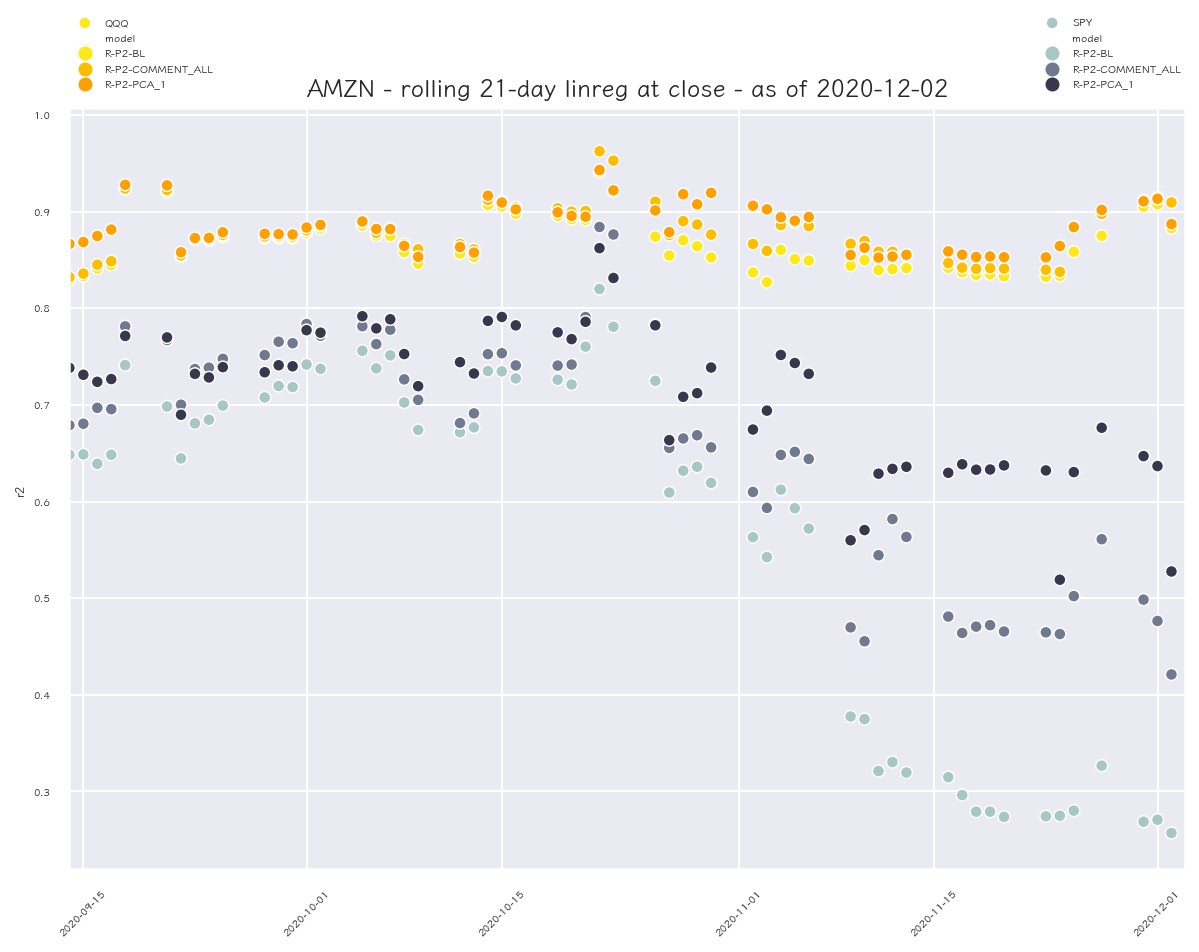 QQQ
model
R-P2-BL
R-P2-COMMENT_ALL
R-P2-PCA_1
SPY
model
R-P2-BL
R-P2-COMMENT_ALL
R-P2-PCA_1
AMZN - rolling 21-day linreg at close - as of 2020-12-02
1.0
0.9
0.8
0.7
0.6
0.5
0.4
0.3
r2
2020-09-15
2020-10-01
2020-10-15
2020-11-01
2020-11-15
2020-12-01